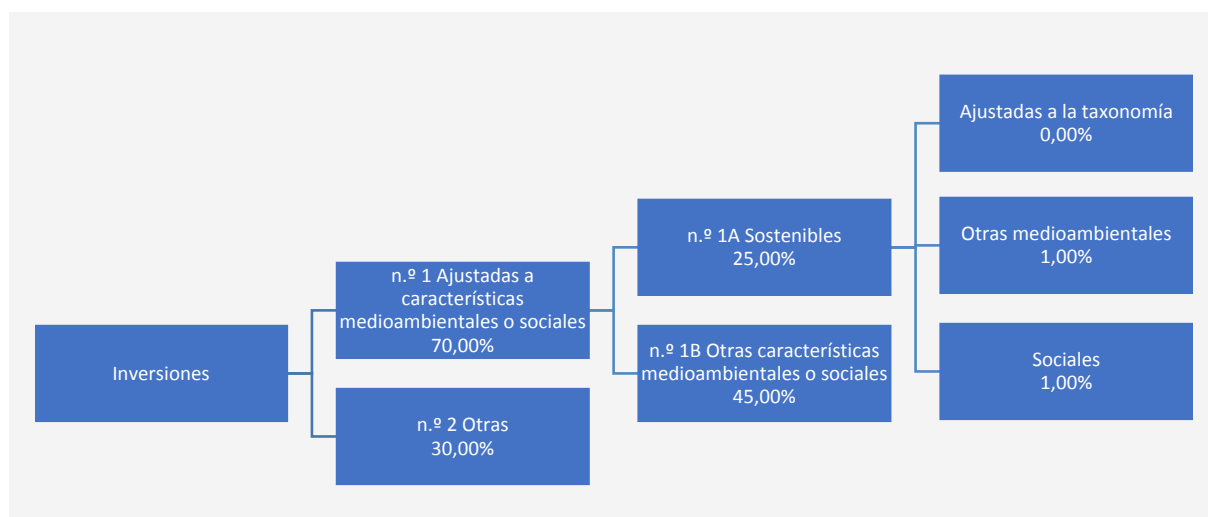 Inversiones
n.º 1 Ajustadas a
características
medioambientales o sociales
70,00%
n.º 2 Otras
30,00%
n.º 1A Sostenibles
25,00%
n.º 1B Otras características
medioambientales o sociales
45,00%
Ajustadas a la taxonomía
0,00%
Otras medioambientales
1,00%
Sociales
1,00%